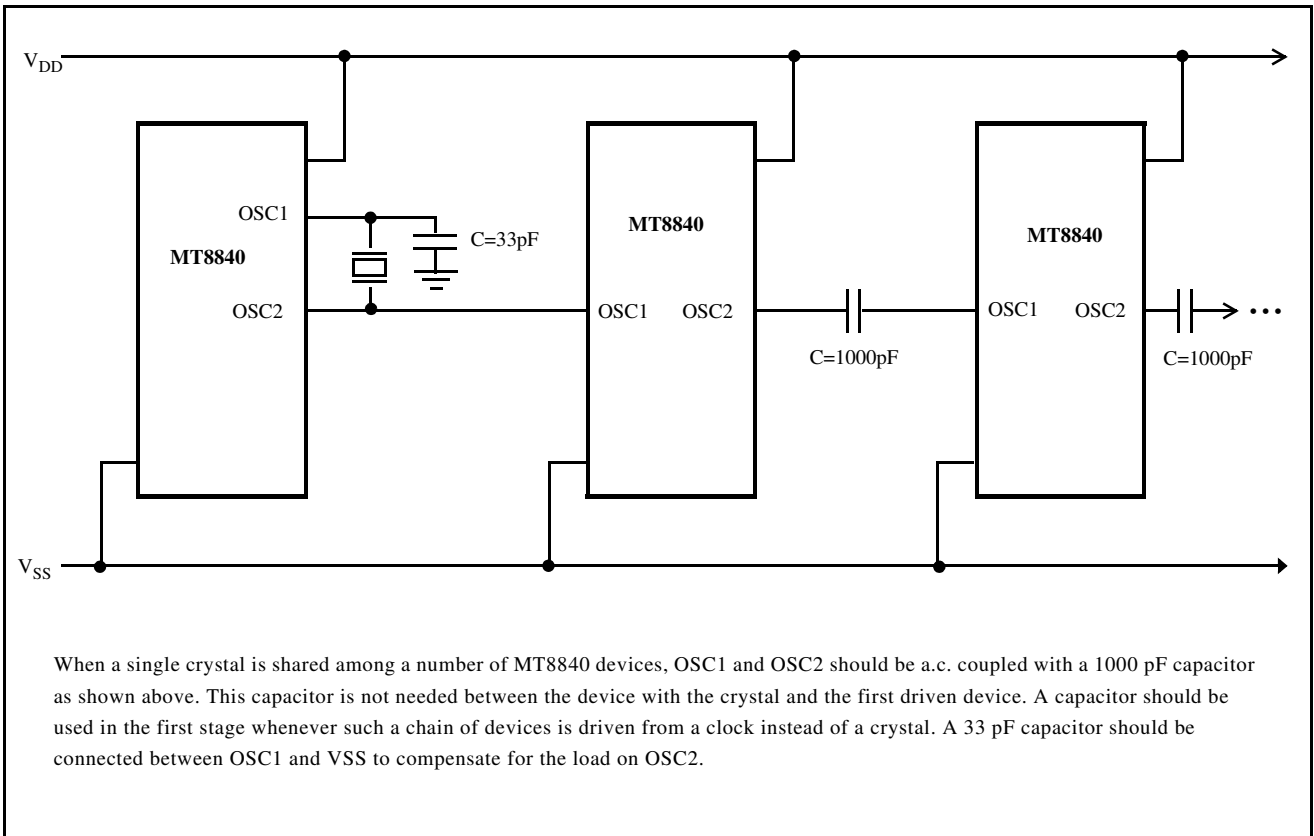 VDD
OSC1
MT8840
C=33pF
OSC2
MT8840
OSC1 OSC2
C=1000pF
MT8840
OSC1 OSC2
C=1000pF
...
VSS
When a single crystal is shared among a number of MT8840 devices, OSC1 and OSC2 should be a.c. coupled with a 1000 pF capacitor
as shown above. This capacitor is not needed between the device with the crystal and the first driven device. A capacitor should be
used in the first stage whenever such a chain of devices is driven from a clock instead of a crystal. A 33 pF capacitor should be
connected between OSC1 and VSS to compensate for the load on OSC2.